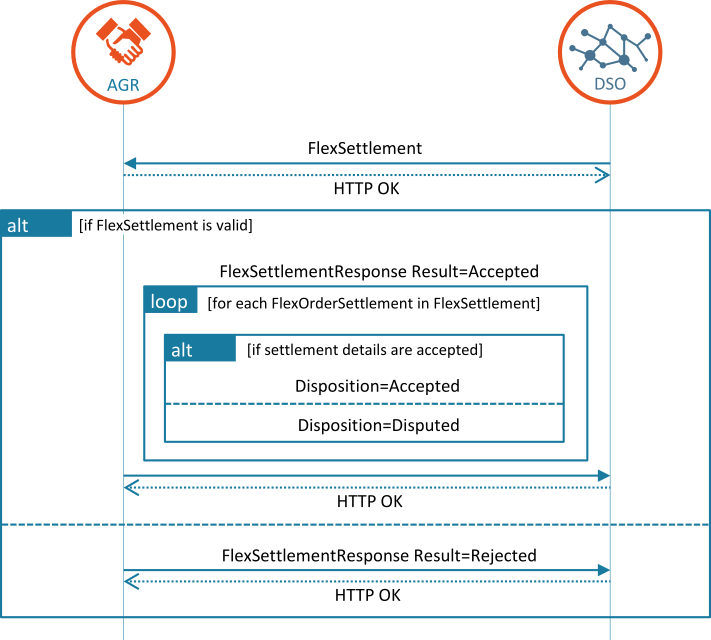 AGR
DSO
FlexSettlement
HTTP OK
alt
[if FlexSettlement is valid]
FlexSettlementResponse Result=Accepted
loop
[for each FlexOrderSettlement in FlexSettlement]
alt
[if settlement details are accepted]
Disposition=Accepted
Disposition=Disputed
HTTP OK
FlexSettlementResponse Result=Rejected
HTTP OK